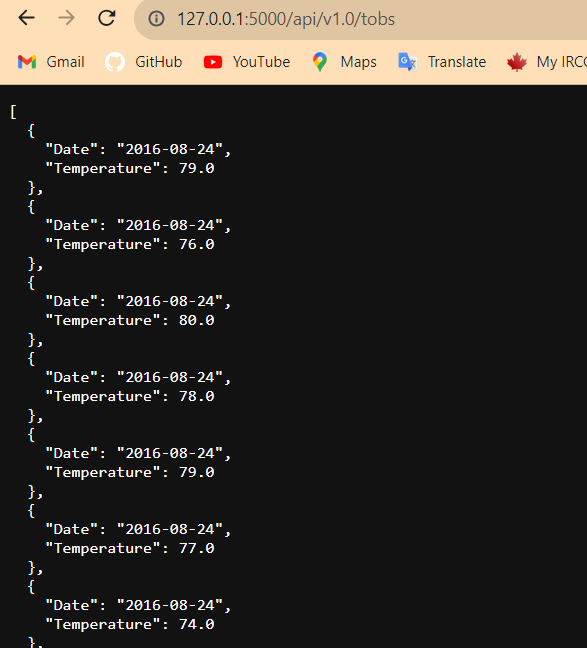 127.0.0.1:5000/api/v1.0/tobs
Gmail GitHub YouTube Maps Translate My IRCC
[
{
"Date": "2016-08-24",
"Temperature": 79.0
},
{
"Date": "2016-08-24",
"Temperature": 76.0
},
{
"Date": "2016-08-24",
"Temperature": 80.0
},
{
"Date": "2016-08-24",
"Temperature": 78.0
},
{
"Date": "2016-08-24",
"Temperature": 79.0
},
{
"Date": "2016-08-24",
"Temperature": 77.0
},
{
"Date": "2016-08-24",
"Temperature": 74.0
},